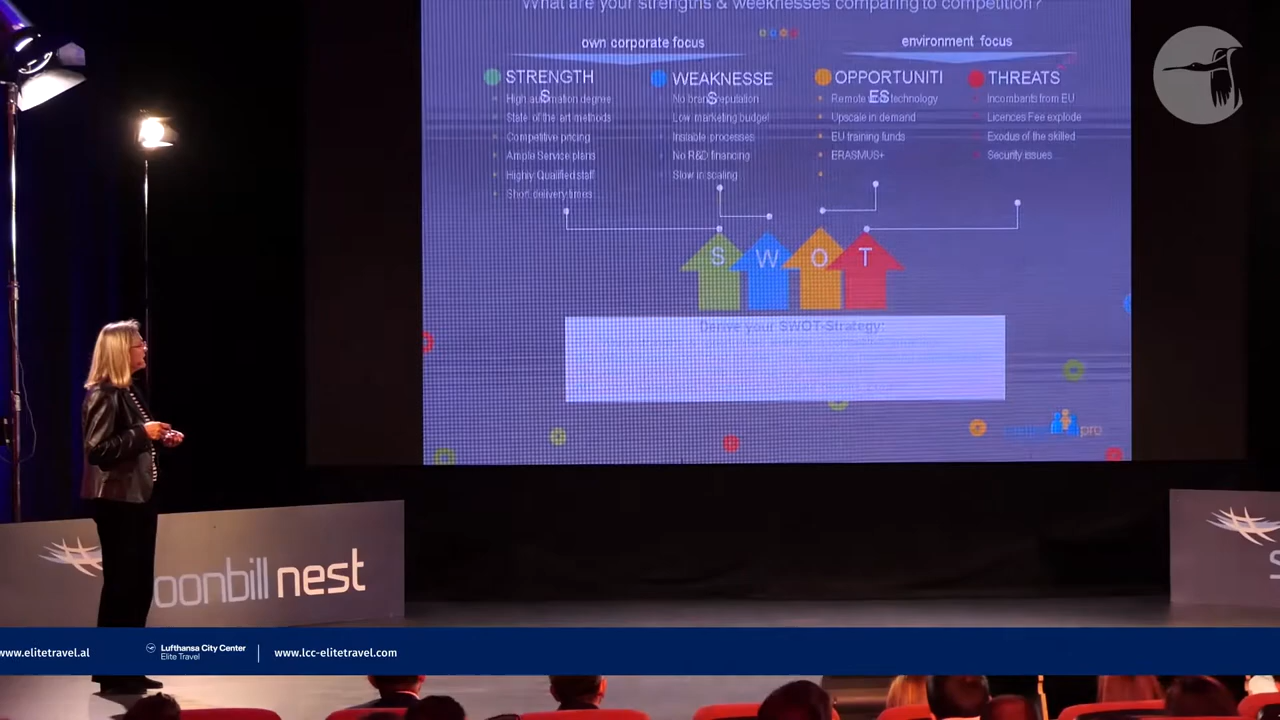 What are your strengths & weaknesses comparing to competition?
own corporate focus
environment focus
STRENGTH
S
High automation degree
State of the art methods
Competitive pricing
Ample Service plans
Highly Qualified staff
Short delivery times...
WEAKNESSE
S
No brand reputation
Low marketing budget
Instable processes
No R&D financing
Slow in scaling
OPPORTUNITI
ES
Remote technology
Upscale in demand
EU training funds
ERASMUS+
THREATS
Incombants from EU
Licences Fee explode
Exodus of the skilled
Security issues...
S
W
O
T
Derive your SWOT-Strategy:
pro
oonbill nest
S
www.elitetravel.al
Lufthansa City Center
Elite Travel
www.lcc-elitetravel.com